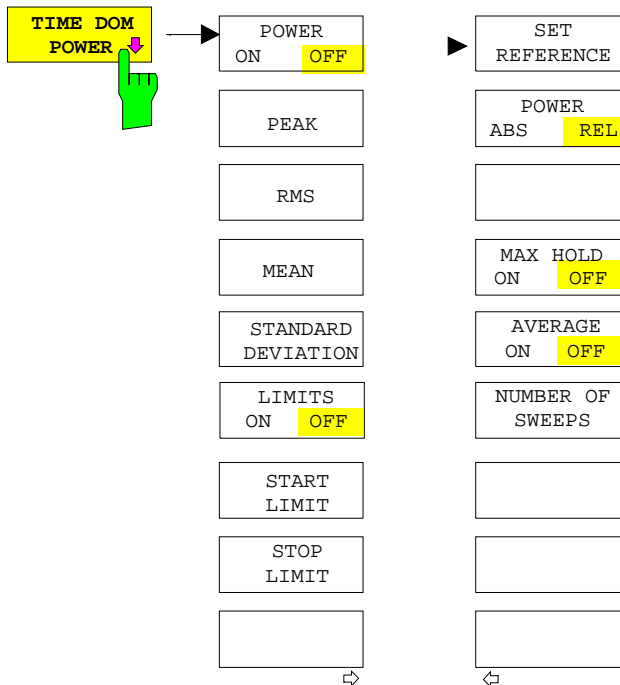 TIME DOM
POWER
POWER
ON OFF
PEAK
RMS
MEAN
STANDARD
DEVIATION
LIMITS
ON OFF
START
LIMIT
STOP
LIMIT
SET
REFERENCE
POWER
ABS REL
MAX HOLD
ON OFF
AVERAGE
ON OFF
NUMBER OF
SWEEPS